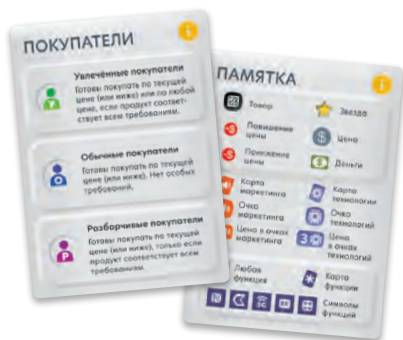 ПОКУПАТЕЛИ
Увлечённые покупатели
Готовы покупать по текущей
цене (или ниже) или по любой
цене, если продукт соответ-
ствует всем требованиям.
У
Обычные покупатели
Готовы покупать по текущей
цене (или ниже). Нет особых
требований.
О
Разборчивые покупатели
Готовы покупать по текущей
цене (или ниже), только если
продукт соответствует всем
требованиям.
Р
ПАМЯТКА
Товар
Звезда
Повышение
цены
$
Цена
Понижение
цены
-$
Деньги
Карта
маркетинга
Карта
технологии
Очко
маркетинга
Очко
технологий
Цена в очках
маркетинга
3
Цена
в очках
технологий
Любая
функция
Карта
функции
Символы
функций